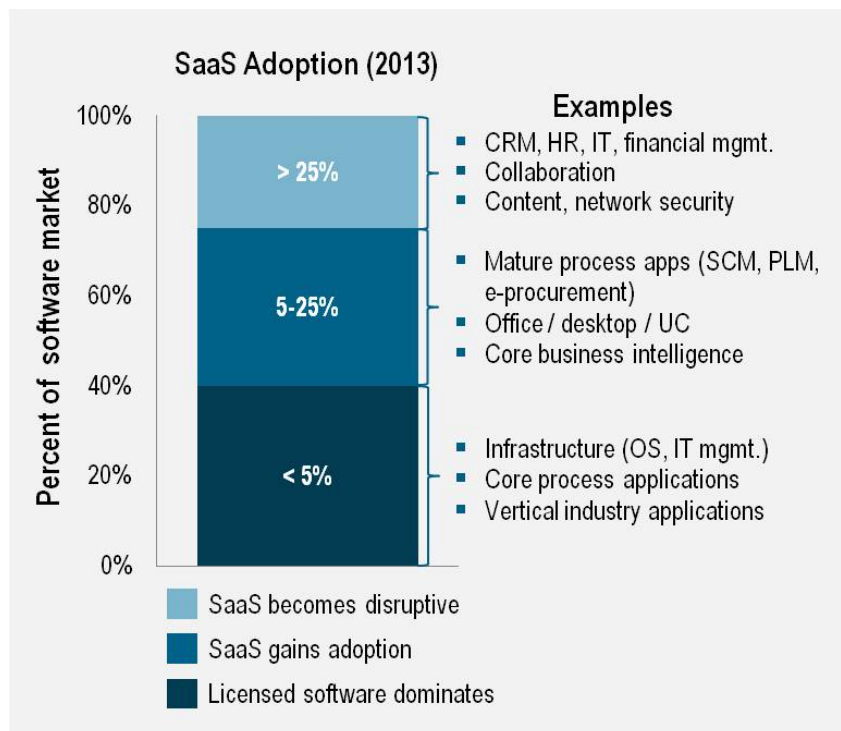 SaaS Adoption (2013)
Percent of software market
100%
80%
60%
40%
20%
0%
> 25%
5-25%
< 5%
Examples
▪ CRM, HR, IT, financial mgmt.
▪ Collaboration
▪ Content, network security
▪ Mature process apps (SCM, PLM,
e-procurement)
▪ Office / desktop / UC
▪ Core business intelligence
▪ Infrastructure (OS, IT mgmt.)
▪ Core process applications
▪ Vertical industry applications
SaaS becomes disruptive
SaaS gains adoption
Licensed software dominates